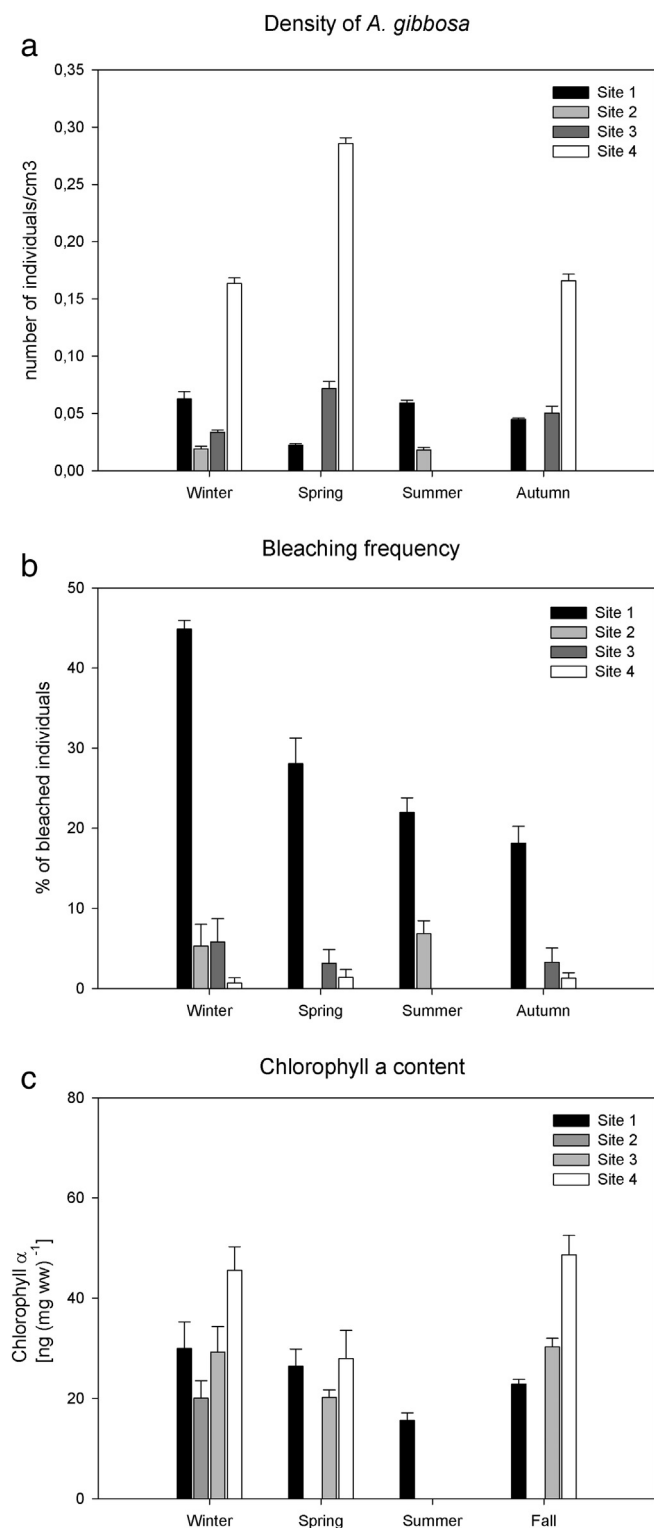 a
Density of A. gibbosa
0,35
0,30
0,25
0,20
0,15
0,10
0,05
0,00
number of individuals/cm3
Site 1
Site 2
Site 3
Site 4
Winter
Spring
Summer
Autumn
b
Bleaching frequency
50
40
30
20
10
0
% of bleached individuals
Site 1
Site 2
Site 3
Site 4
Winter
Spring
Summer
Autumn
c
Chlorophyll a content
80
60
40
20
0
Chlorophyll α
[ng (mg ww) -1]
Site 1
Site 2
Site 3
Site 4
Winter
Spring
Summer
Fall